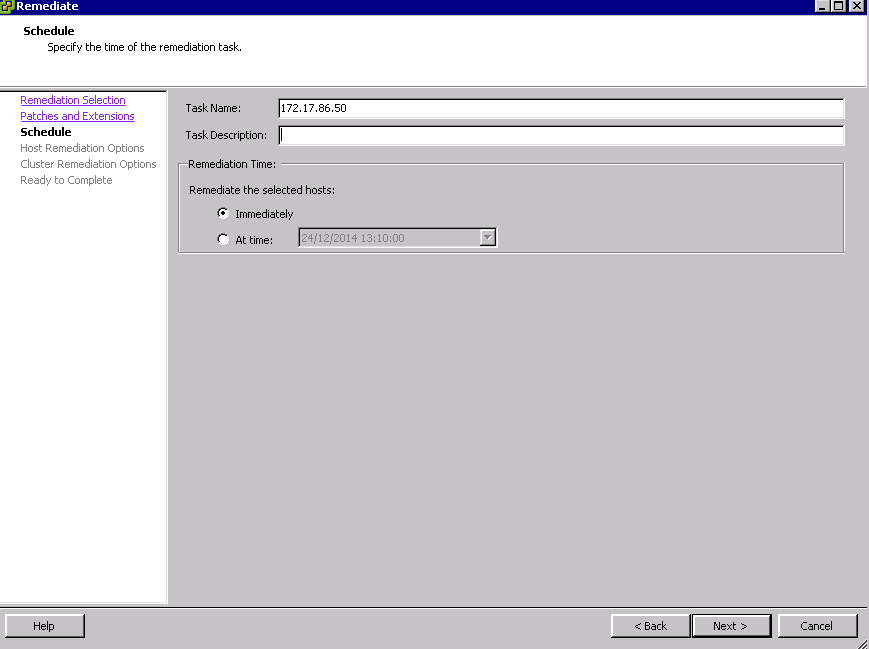 Remediate
Schedule
Specify the time of the remediation task.
Remediation Selection
Patches and Extensions
Schedule
Host Remediation Options
Cluster Remediation Options
Ready to Complete
Task Name: 172.17.86.50
Task Description:
Remediation Time:
Remediate the selected hosts:
Immediately
At time: 24/12/2014 13:10:00
Help < Back Next > Cancel